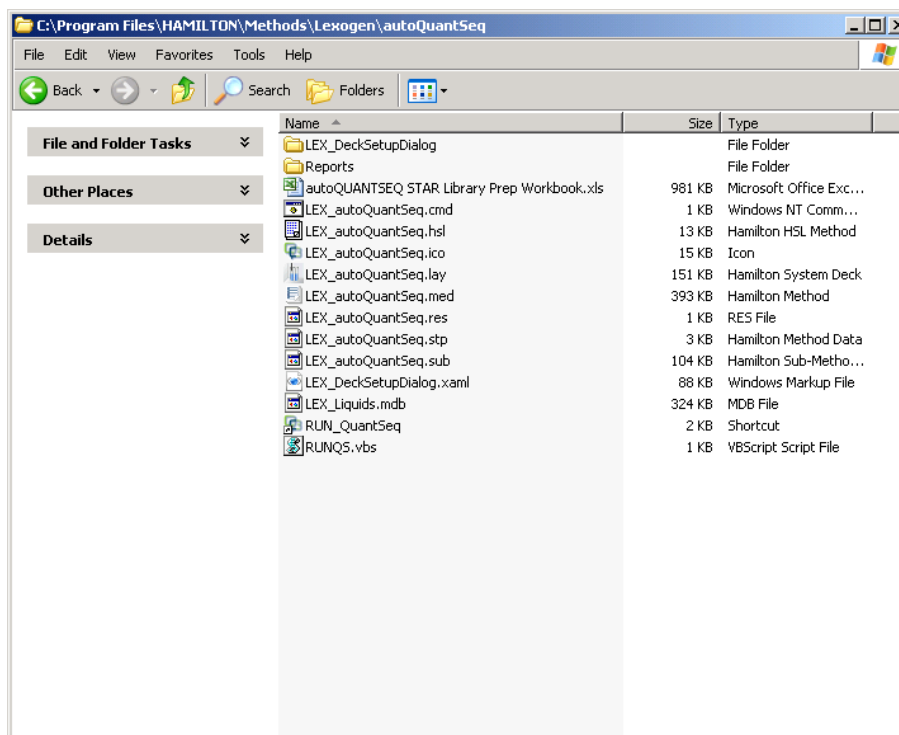 C:\Program Files\HAMILTON\Methods\Lexogen\autoQuantSeq
File Edit View Favorites Tools Help
Back Search Folders
Name Size Type
File and Folder Tasks
Other Places
Details
LEX_DeckSetupDialog File Folder
Reports File Folder
autoQUANTSEQ STAR Library Prep Workbook.xls 981 KB Microsoft Office Exc...
LEX_autoQuantSeq.cmd 1 KB Windows NT Comm...
LEX_autoQuantSeq.hsl 13 KB Hamilton HSL Method
LEX_autoQuantSeq.ico 15 KB Icon
LEX_autoQuantSeq.lay 151 KB Hamilton System Deck
LEX_autoQuantSeq.med 393 KB Hamilton Method
LEX_autoQuantSeq.res 1 KB RES File
LEX_autoQuantSeq.stp 3 KB Hamilton Method Data
LEX_autoQuantSeq.sub 104 KB Hamilton Sub-Metho...
LEX_DeckSetupDialog.xaml 88 KB Windows Markup File
LEX_Liquids.mdb 324 KB MDB File
RUN_QuantSeq 2 KB Shortcut
RUNQS.vbs 1 KB VBScript Script File